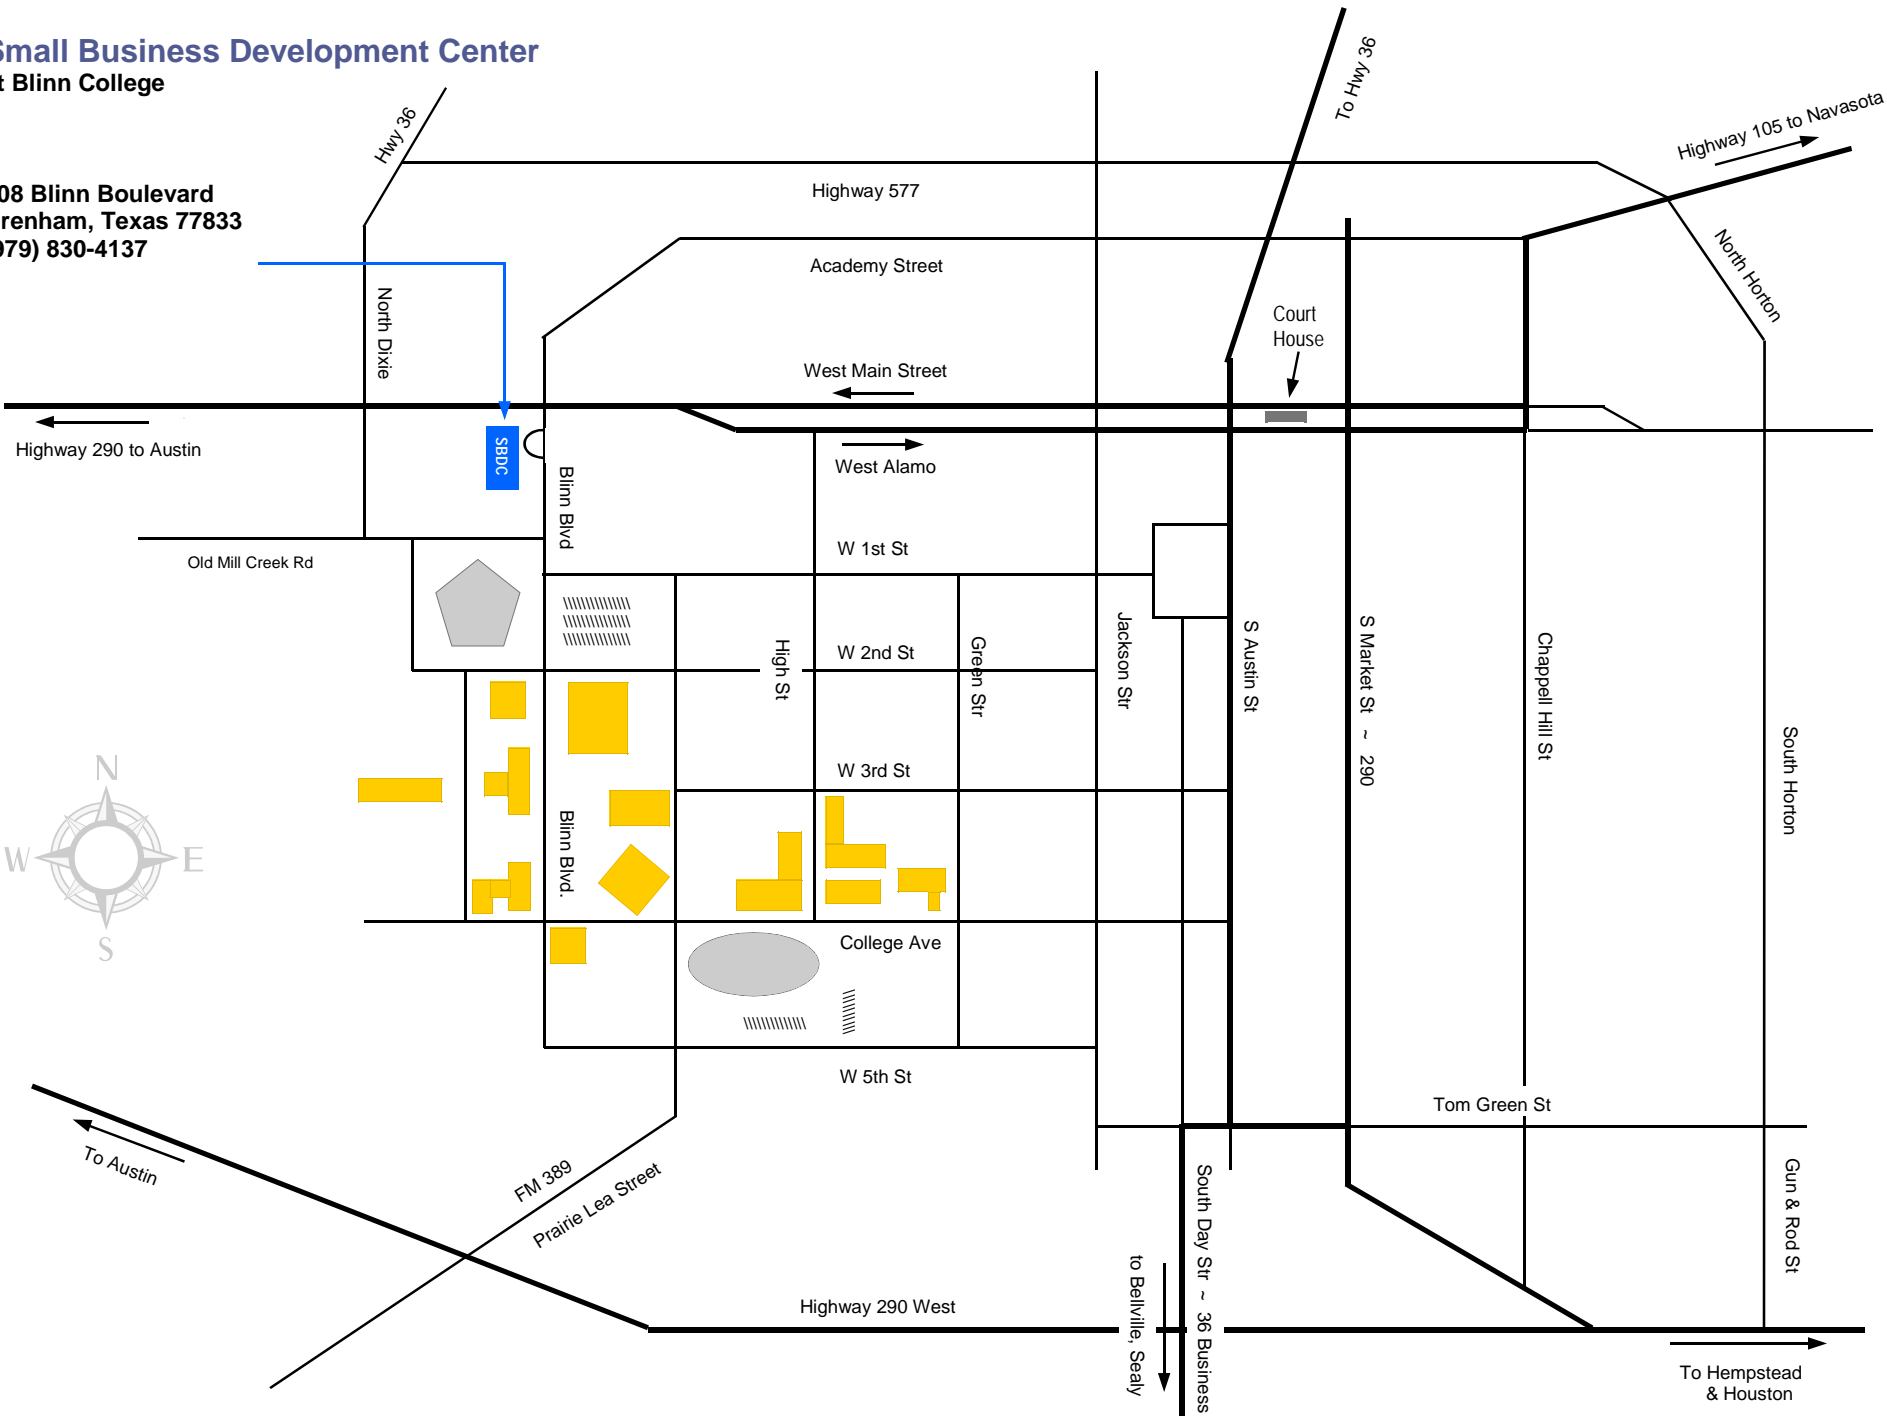 Small Business Development Center
t Blinn College
08 Blinn Boulevard
renham, Texas 77833
979) 830-4137
Hwy 36
To Hwy 36
Highway 105 to Navasota
Highway 577
North Horton
Academy Street
North Dixie
Court
House
West Main Street
Highway 290 to Austin
SBDC
West Alamo
Blinn Blvd
Old Mill Creek Rd
W 1st St
High St
W 2nd St
Green Str
Jackson Str
S Austin St
S Market St ~ 290
Chappell Hill St
South Horton
W 3rd St
Blinn Blvd.
N
W
E
S
College Ave
W 5th St
Tom Green St
To Austin
FM 389
Prairie Lea Street
South Day Str ~ 36 Business
to Bellville, Sealy
Gun & Rod St
Highway 290 West
To Hempstead
& Houston